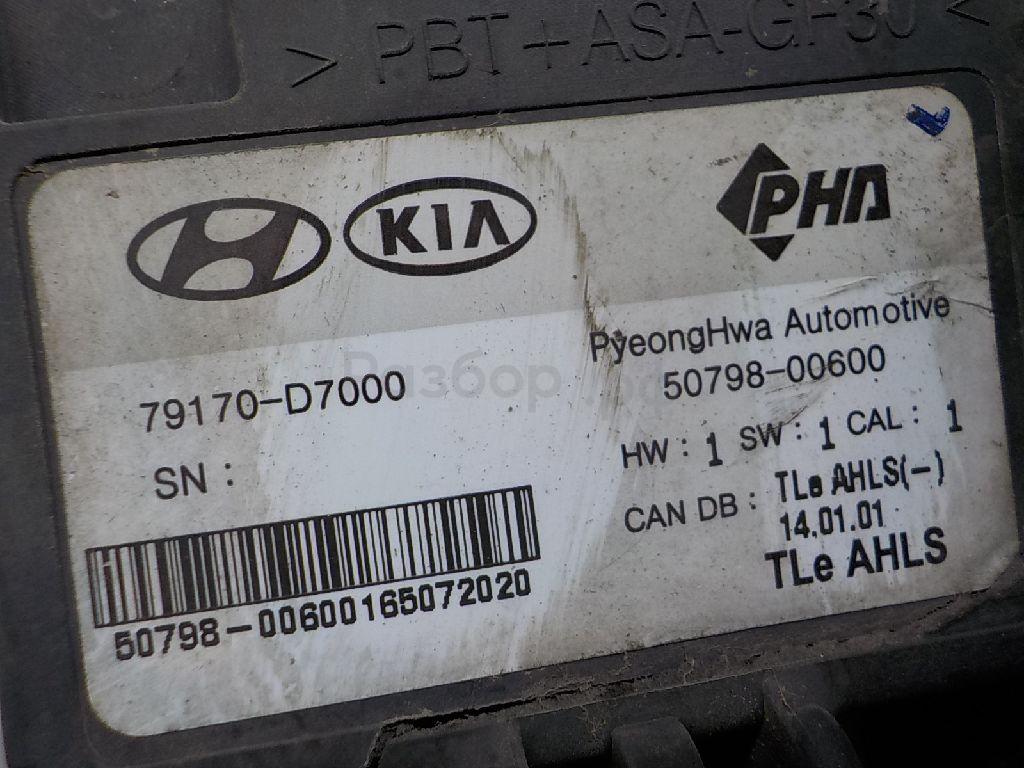 > PBT+ASA-GF30 <
KIA
PHA
PyeongHwa Automotive
79170-D7000
50798-00600
HW : 1 SW : 1 CAL : 1
SN :
CAN DB : TLe AHLS(-)
14.01.01
TLe AHLS
50798-00600165072020
Разбор